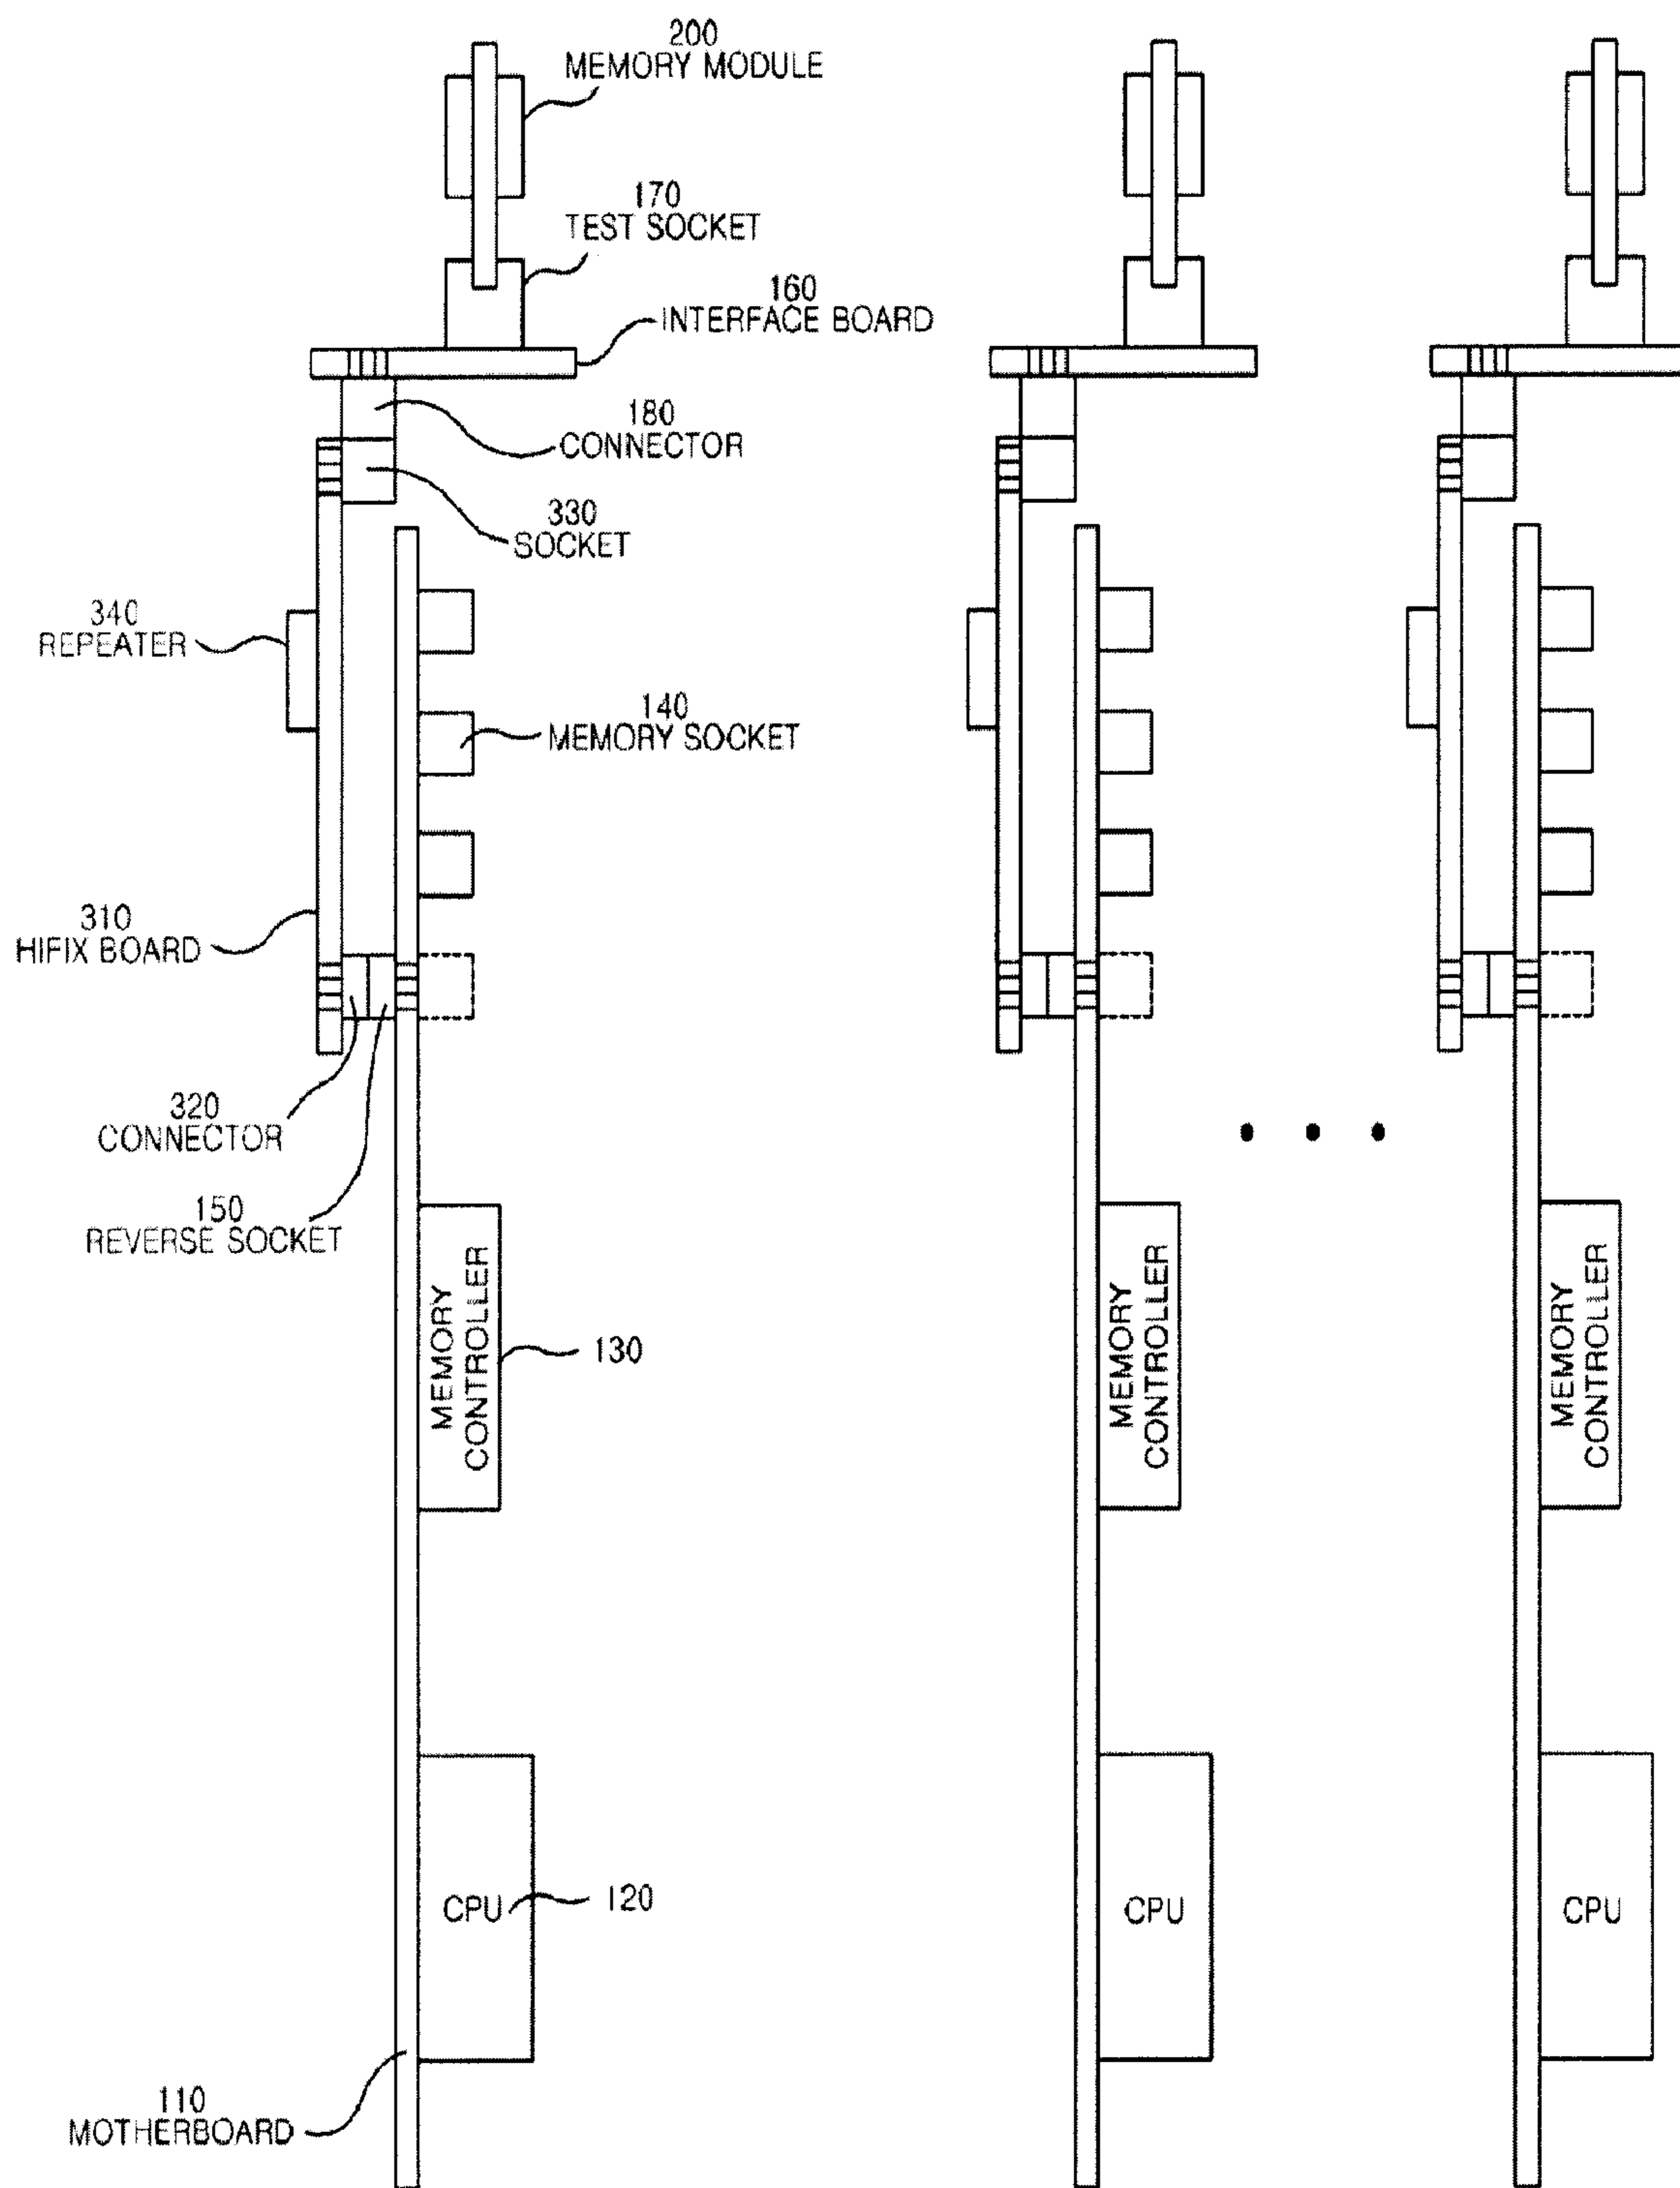 200
MEMORY MODULE
170
TEST SOCKET
160
INTERFACE BOARD
180
CONNECTOR
330
SOCKET
340
REPEATER
140
MEMORY SOCKET
310
HIFIX BOARD
320
CONNECTOR
150
REVERSE SOCKET
MEMORY
CONTROLLER
130
MEMORY
CONTROLLER
MEMORY
CONTROLLER
CPU
120
CPU
CPU
110
MOTHERBOARD